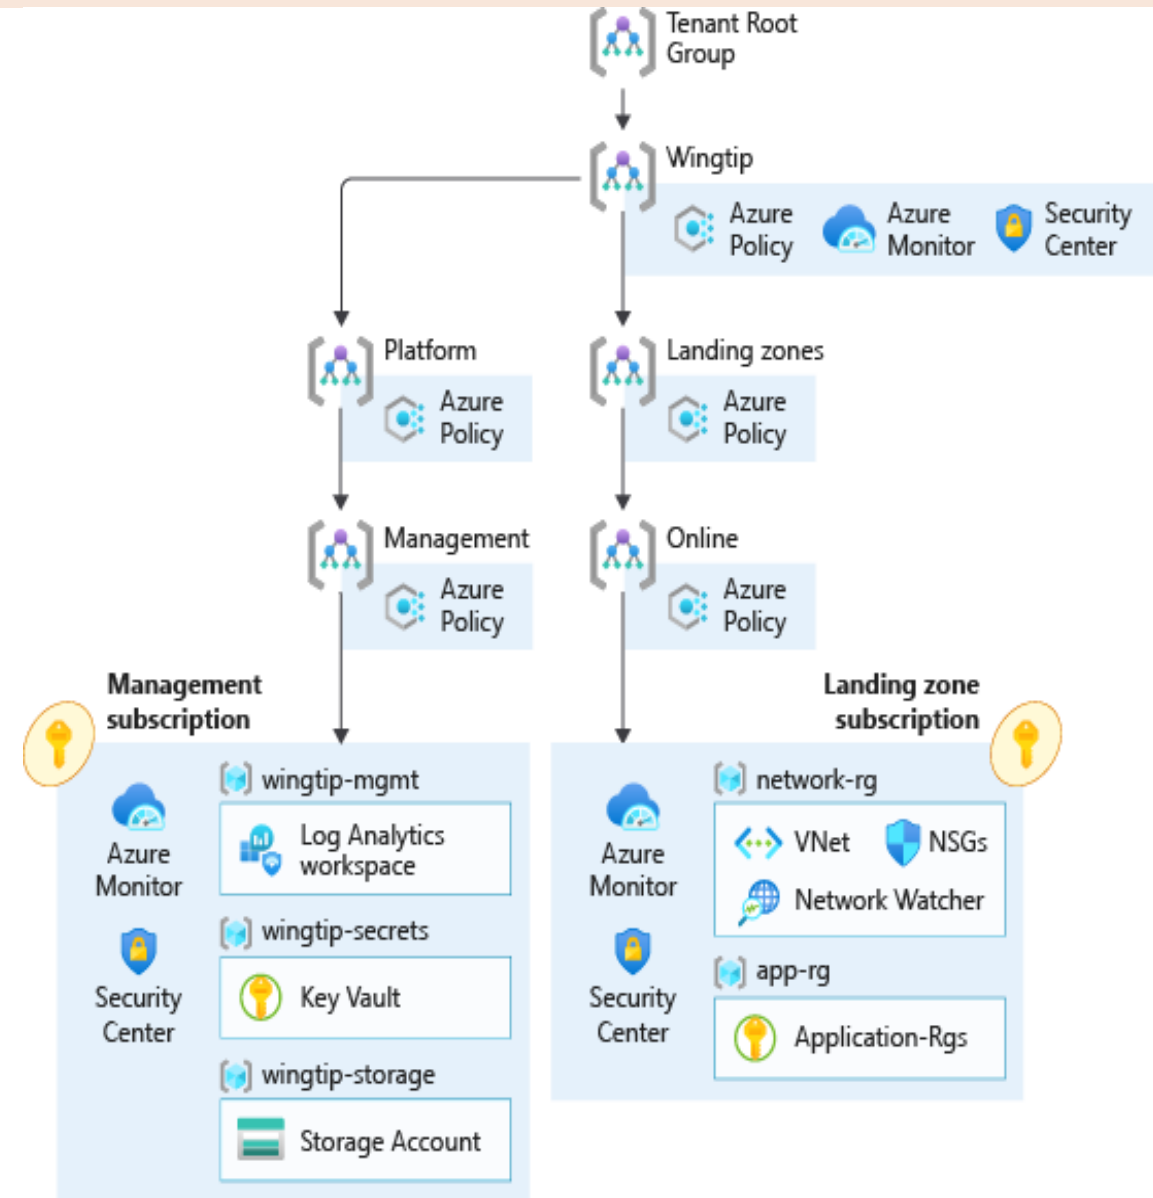 Tenant Root
Group
Wingtip
Azure
Policy
Azure
Monitor
Security
Center
Platform
Azure
Policy
Landing zones
Azure
Policy
Management
Azure
Policy
Online
Azure
Policy
Management
subscription
Landing zone
subscription
Azure
Monitor
Security
Center
wingtip-mgmt
Log Analytics
workspace
wingtip-secrets
Key Vault
wingtip-storage
Storage Account
Azure
Monitor
Security
Center
network-rg
VNet
NSGs
Network Watcher
app-rg
Application-Rgs